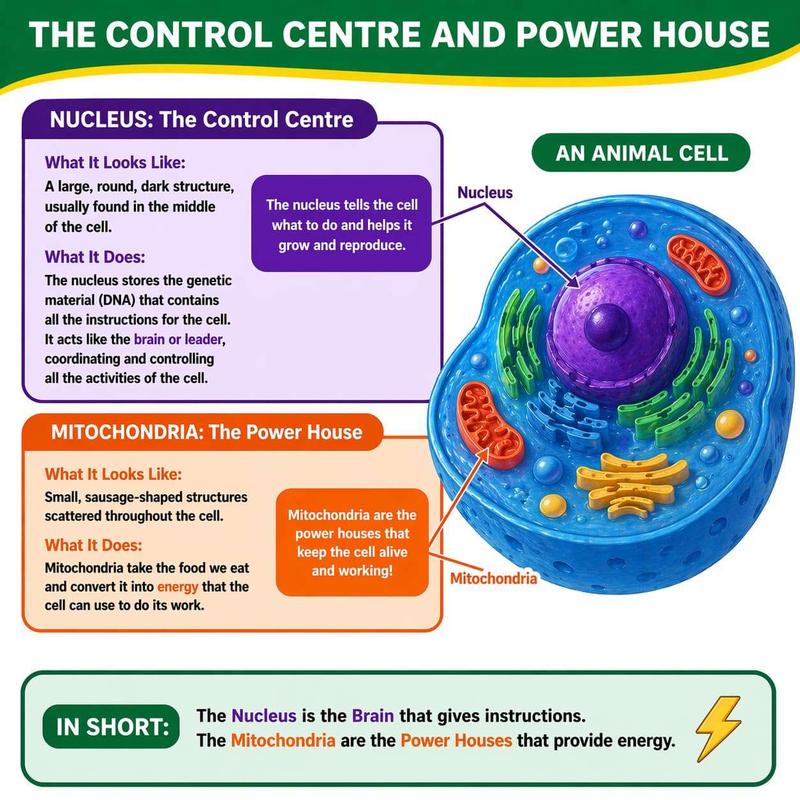 THE CONTROL CENTRE AND POWER HOUSE
NUCLEUS: The Control Centre
What It Looks Like:
A large, round, dark structure,
usually found in the middle
of the cell.
What It Does:
The nucleus stores the genetic
material (DNA) that contains
all the instructions for the cell.
It acts like the brain or leader,
coordinating and controlling
all the activities of the cell.
The nucleus tells the cell
what to do and helps it
grow and reproduce.
AN ANIMAL CELL
Nucleus
MITOCHONDRIA: The Power House
What It Looks Like:
Small, sausage-shaped structures
scattered throughout the cell.
What It Does:
Mitochondria take the food we eat
and convert it into energy that the
cell can use to do its work.
Mitochondria are the
power houses that
keep the cell alive
and working!
Mitochondria
IN SHORT:
The Nucleus is the Brain that gives instructions.
The Mitochondria are the Power Houses that provide energy.